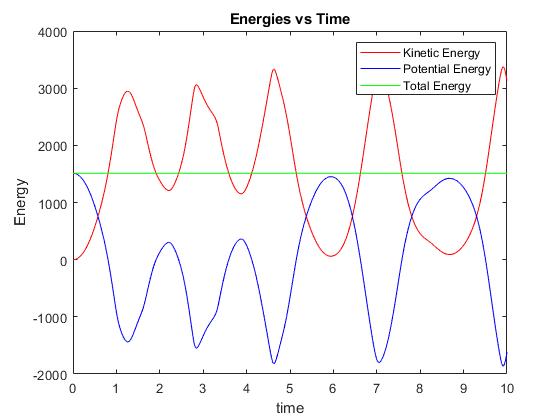 Energies vs Time
4000
3000
2000
1000
0
-1000
-2000
Energy
Kinetic Energy
Potential Energy
Total Energy
0 1 2 3 4 5 6 7 8 9 10
time